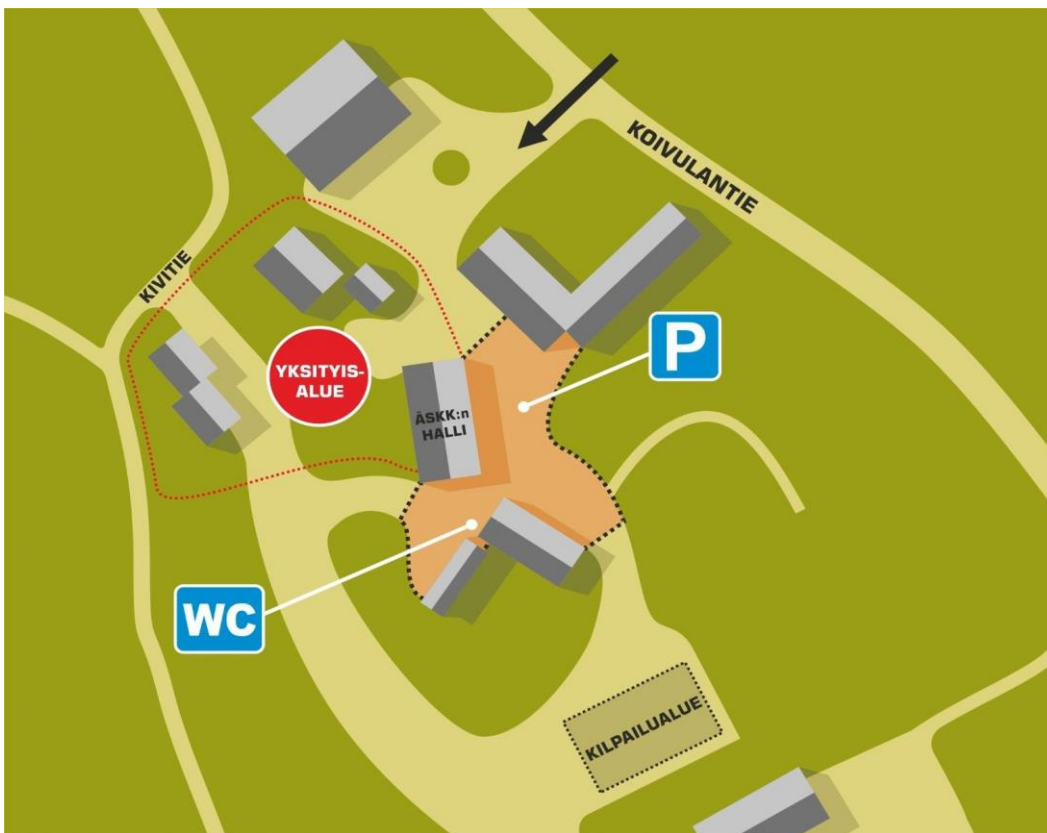 KOIVULANTIE
KIVITIE
P
YKSITYIS-
ALUE
ÄSKK:n
HALLI
WC
KILPAILUALUE